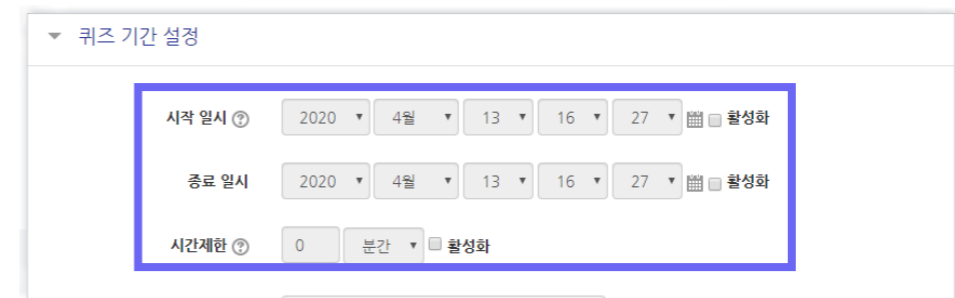 퀴즈 기간 설정
시작 일시 2020 4월 13 16 27 활성화
종료 일시 2020 4월 13 16 27 활성화
시간제한 0 분간 활성화